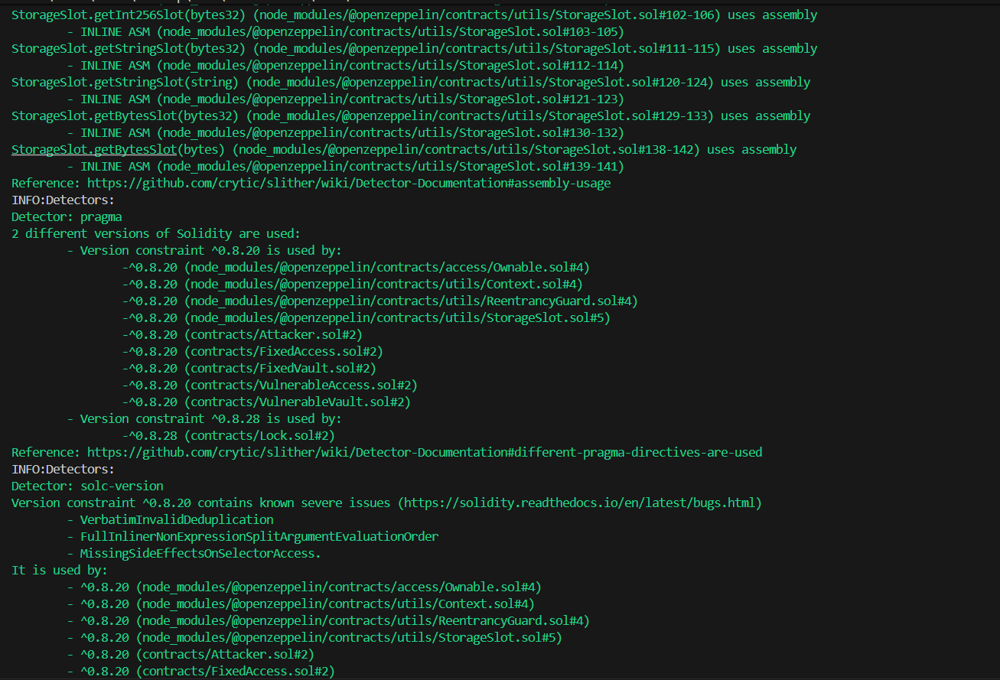 StorageSlot.getInt256Slot(bytes32) (node_modules/@openzeppelin/contracts/utils/StorageSlot.sol#102-106) uses assembly
- INLINE ASM (node_modules/@openzeppelin/contracts/utils/StorageSlot.sol#103-105)
StorageSlot.getStringSlot(bytes32) (node_modules/@openzeppelin/contracts/utils/StorageSlot.sol#111-115) uses assembly
- INLINE ASM (node_modules/@openzeppelin/contracts/utils/StorageSlot.sol#112-114)
StorageSlot.getStringSlot(string) (node_modules/@openzeppelin/contracts/utils/StorageSlot.sol#120-124) uses assembly
- INLINE ASM (node_modules/@openzeppelin/contracts/utils/StorageSlot.sol#121-123)
StorageSlot.getBytesSlot(bytes32) (node_modules/@openzeppelin/contracts/utils/StorageSlot.sol#129-133) uses assembly
- INLINE ASM (node_modules/@openzeppelin/contracts/utils/StorageSlot.sol#130-132)
StorageSlot.getBytesSlot(bytes) (node_modules/@openzeppelin/contracts/utils/StorageSlot.sol#138-142) uses assembly
- INLINE ASM (node_modules/@openzeppelin/contracts/utils/StorageSlot.sol#139-141)
Reference: https://github.com/crytic/slither/wiki/Detector-Documentation#assembly-usage
INFO:Detectors:
Detector: pragma
2 different versions of Solidity are used:
- Version constraint ^0.8.20 is used by:
-^0.8.20 (node_modules/@openzeppelin/contracts/access/Ownable.sol#4)
-^0.8.20 (node_modules/@openzeppelin/contracts/utils/Context.sol#4)
-^0.8.20 (node_modules/@openzeppelin/contracts/utils/ReentrancyGuard.sol#4)
-^0.8.20 (node_modules/@openzeppelin/contracts/utils/StorageSlot.sol#5)
-^0.8.20 (contracts/Attacker.sol#2)
-^0.8.20 (contracts/FixedAccess.sol#2)
-^0.8.20 (contracts/FixedVault.sol#2)
-^0.8.20 (contracts/VulnerableAccess.sol#2)
-^0.8.20 (contracts/VulnerableVault.sol#2)
- Version constraint ^0.8.28 is used by:
-^0.8.28 (contracts/Lock.sol#2)
Reference: https://github.com/crytic/slither/wiki/Detector-Documentation#different-pragma-directives-are-used
INFO:Detectors:
Detector: solc-version
Version constraint ^0.8.20 contains known severe issues (https://solidity.readthedocs.io/en/latest/bugs.html)
- VerbatimInvalidDeduplication
- FullInlinerNonExpressionSplitArgumentEvaluationOrder
- MissingSideEffectsOnSelectorAccess.
It is used by:
- ^0.8.20 (node_modules/@openzeppelin/contracts/access/Ownable.sol#4)
- ^0.8.20 (node_modules/@openzeppelin/contracts/utils/Context.sol#4)
- ^0.8.20 (node_modules/@openzeppelin/contracts/utils/ReentrancyGuard.sol#4)
- ^0.8.20 (node_modules/@openzeppelin/contracts/utils/StorageSlot.sol#5)
- ^0.8.20 (contracts/Attacker.sol#2)
- ^0.8.20 (contracts/FixedAccess.sol#2)